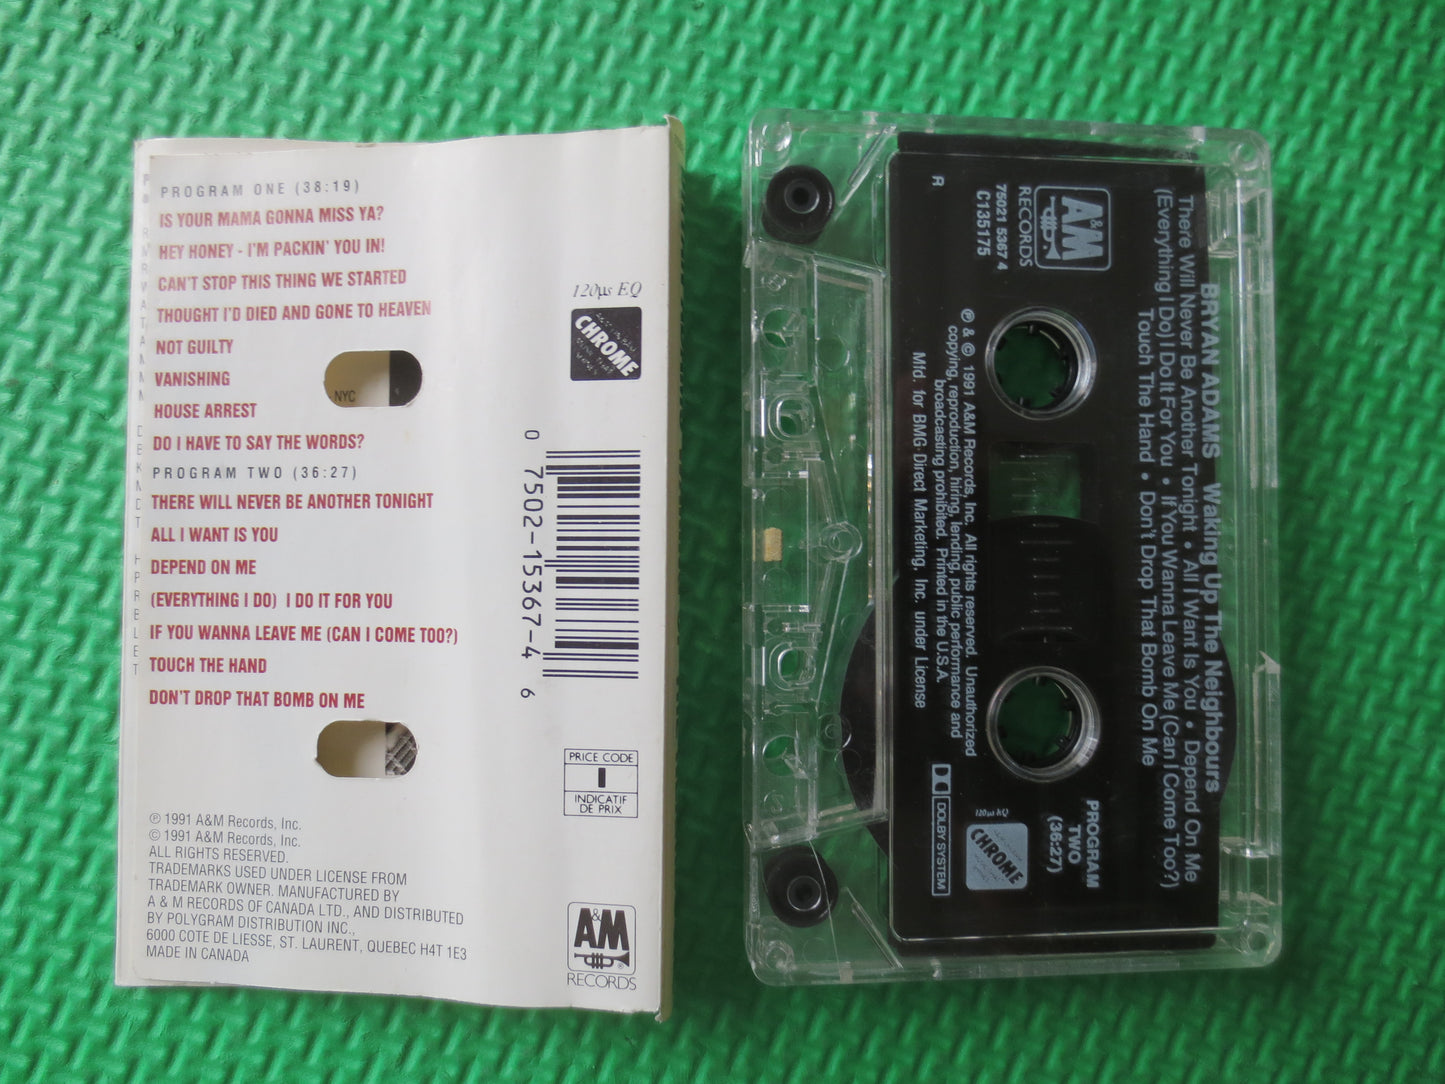 PROGRAM ONE (38:19)
IS YOUR MAMA GONNA MISS YA?
HEY HONEY - I'M PACKIN' YOU IN!
CAN'T STOP THIS THING WE STARTED
THOUGHT I'D DIED AND GONE TO HEAVEN
NOT GUILTY
VANISHING
HOUSE ARREST
DO I HAVE TO SAY THE WORDS?
PROGRAM TWO (36:27)
THERE WILL NEVER BE ANOTHER TONIGHT
ALL I WANT IS YOU
DEPEND ON ME
(EVERYTHING I DO) I DO IT FOR YOU
IF YOU WANNA LEAVE ME (CAN I COME TOO?)
TOUCH THE HAND
DON'T DROP THAT BOMB ON ME
NYC
℗ 1991 A&M Records, Inc.
© 1991 A&M Records, Inc.
ALL RIGHTS RESERVED.
TRADEMARKS USED UNDER LICENSE FROM
TRADEMARK OWNER. MANUFACTURED BY
A & M RECORDS OF CANADA LTD., AND DISTRIBUTED
BY POLYGRAM DISTRIBUTION INC.,
6000 COTE DE LIESSE, ST. LAURENT, QUEBEC H4T 1E3
MADE IN CANADA
120µs EQ
CHROME
0 7502-15367-4 6
PRICE CODE
I
INDICATIF
DE PRIX
A&M
RECORDS
BRYAN ADAMS Waking Up The Neighbours
There Will Never Be Another Tonight • All I Want Is You • Depend On Me
(Everything I Do) I Do It For You • If You Wanna Leave Me (Can I Come Too?)
Touch The Hand • Don't Drop That Bomb On Me
A&M
RECORDS
75021 5367 4
C135175
R
PROGRAM
TWO
(36:27)
120µs EQ
CHROME
DOLBY SYSTEM
℗ & © 1991 A&M Records, Inc. All rights reserved. Unauthorized
copying, reproduction, hiring, lending, public performance and
broadcasting prohibited. Printed in the U.S.A.
Mfd. for BMG Direct Marketing, Inc. under License